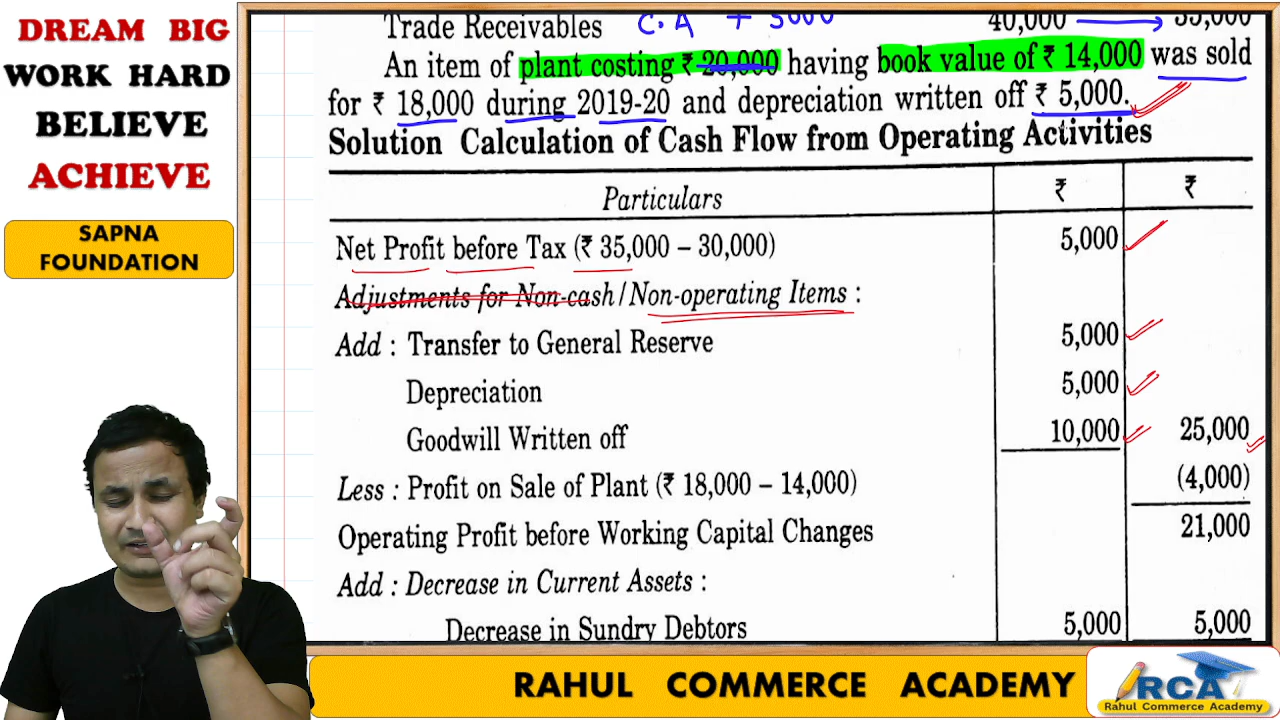 DREAM BIG
WORK HARD
BELIEVE
ACHIEVE
SAPNA
FOUNDATION
Trade Receivables C.A + 5000 40,000 35,000
An item of plant costing ₹ 20,000 having book value of ₹ 14,000 was sold
for ₹ 18,000 during 2019-20 and depreciation written off ₹ 5,000.
Solution Calculation of Cash Flow from Operating Activities
Particulars ₹ ₹
Net Profit before Tax (₹ 35,000 – 30,000) 5,000
Adjustments for Non-cash/Non-operating Items :
Add : Transfer to General Reserve 5,000
Depreciation 5,000
Goodwill Written off 10,000 25,000
Less : Profit on Sale of Plant (₹ 18,000 – 14,000) (4,000)
Operating Profit before Working Capital Changes 21,000
Add : Decrease in Current Assets :
Decrease in Sundry Debtors 5,000 5,000
RAHUL COMMERCE ACADEMY
RCA
Rahul Commerce Academy